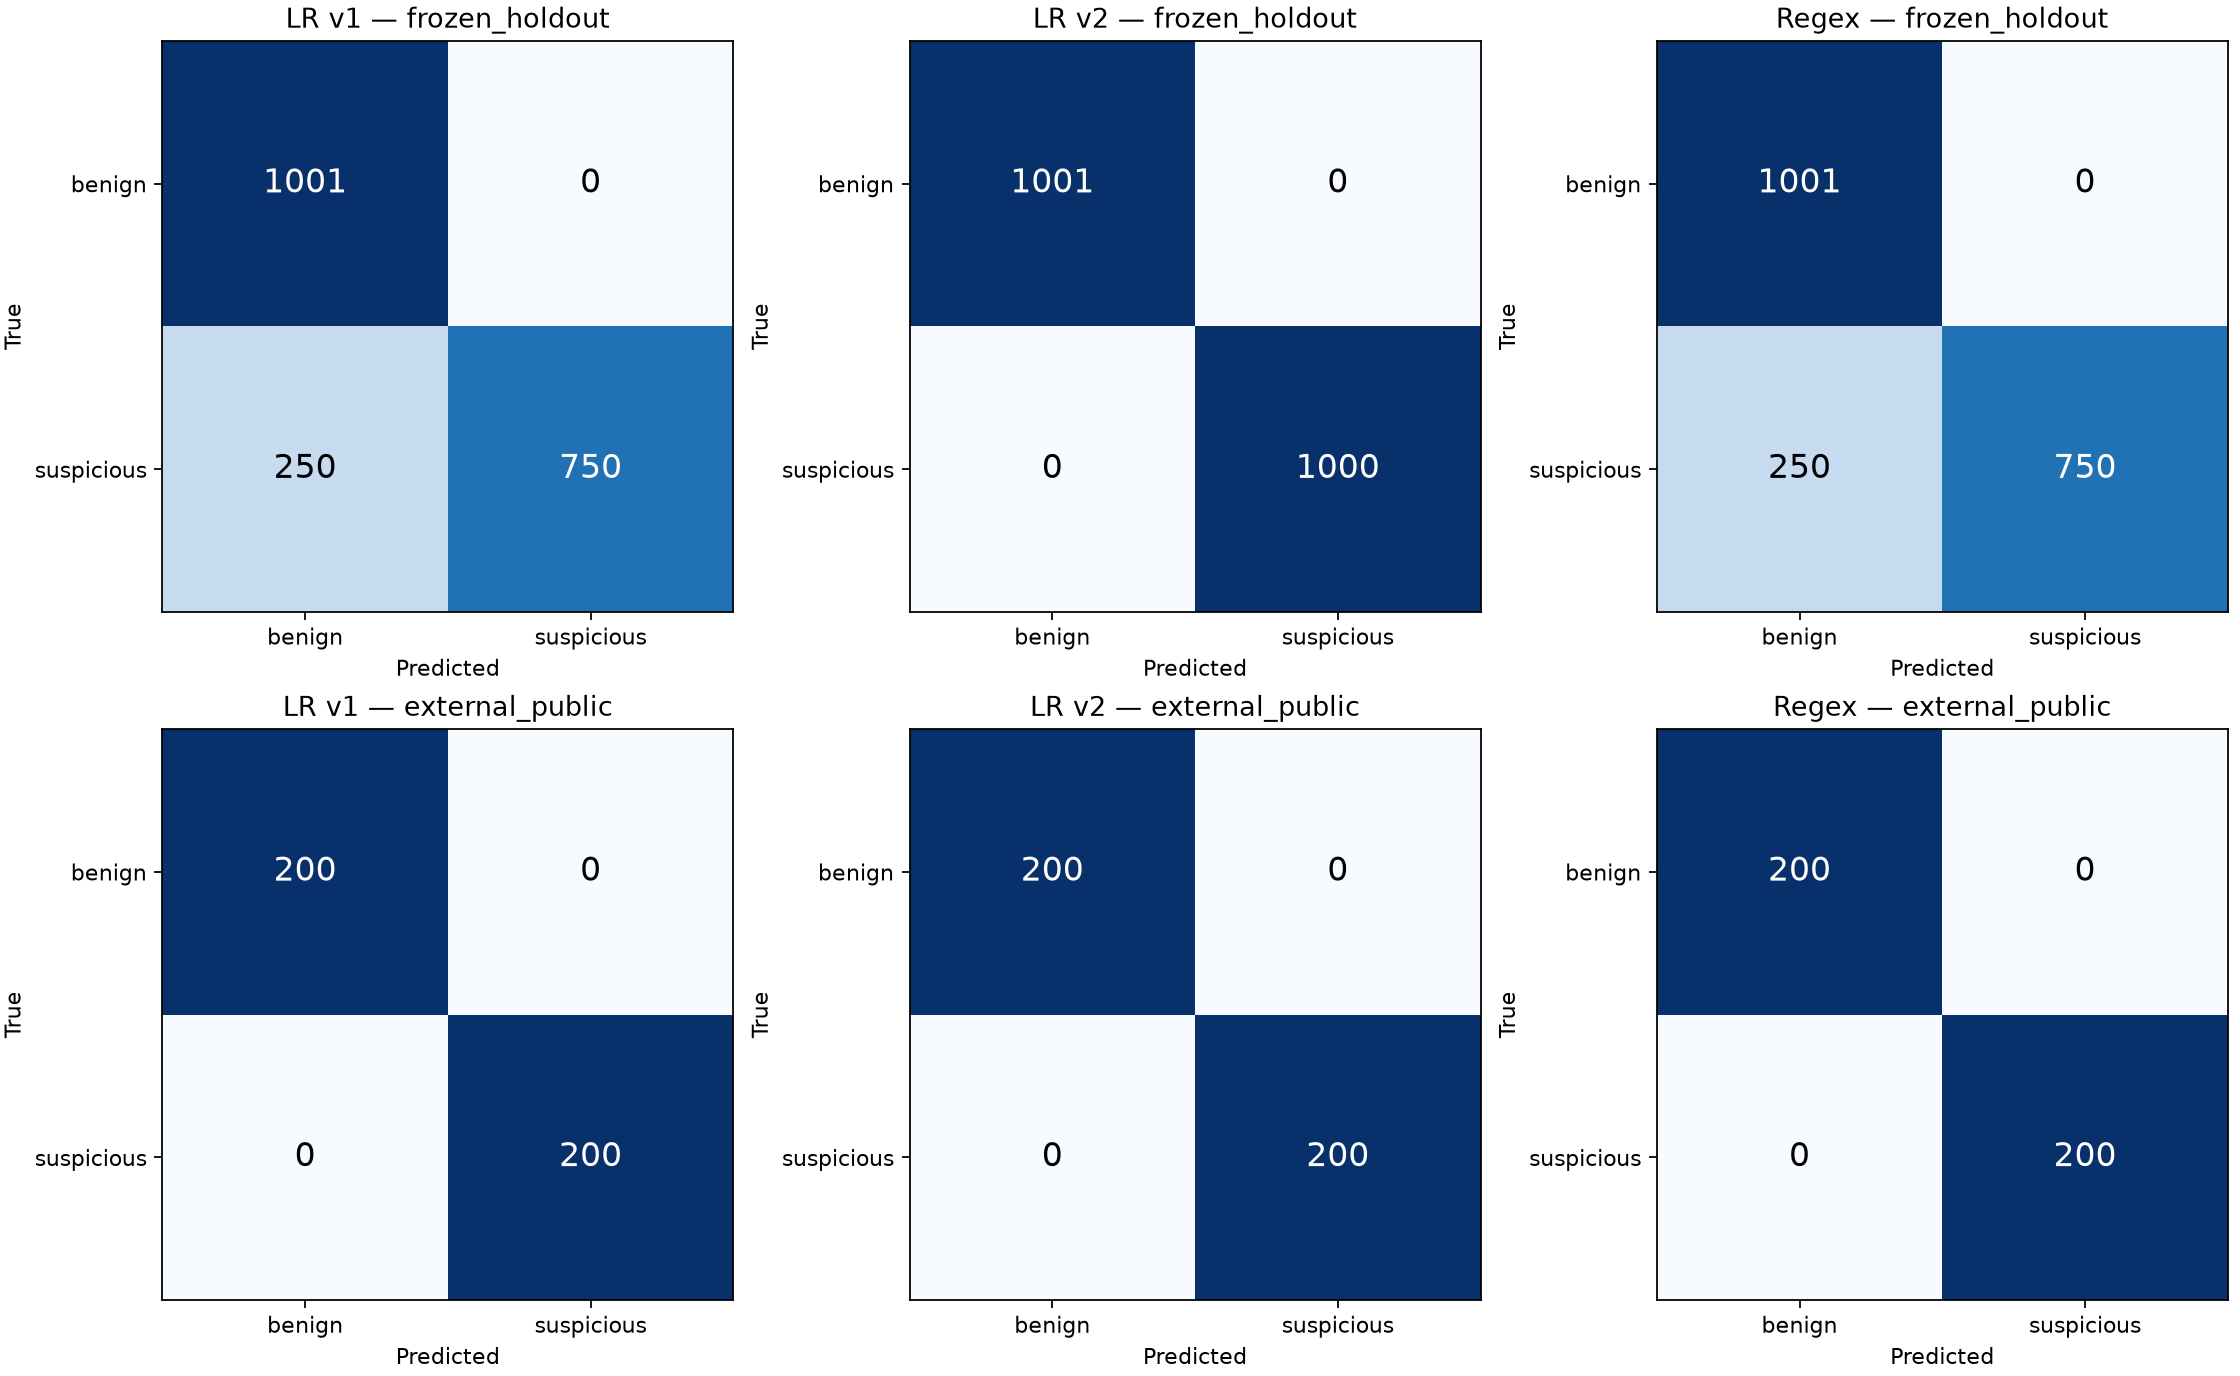 LR v1 — frozen_holdout
True
benign
1001
0
suspicious
250
750
benign
suspicious
Predicted
LR v2 — frozen_holdout
True
benign
1001
0
suspicious
0
1000
benign
suspicious
Predicted
Regex — frozen_holdout
True
benign
1001
0
suspicious
250
750
benign
suspicious
Predicted
LR v1 — external_public
True
benign
200
0
suspicious
0
200
benign
suspicious
Predicted
LR v2 — external_public
True
benign
200
0
suspicious
0
200
benign
suspicious
Predicted
Regex — external_public
True
benign
200
0
suspicious
0
200
benign
suspicious
Predicted